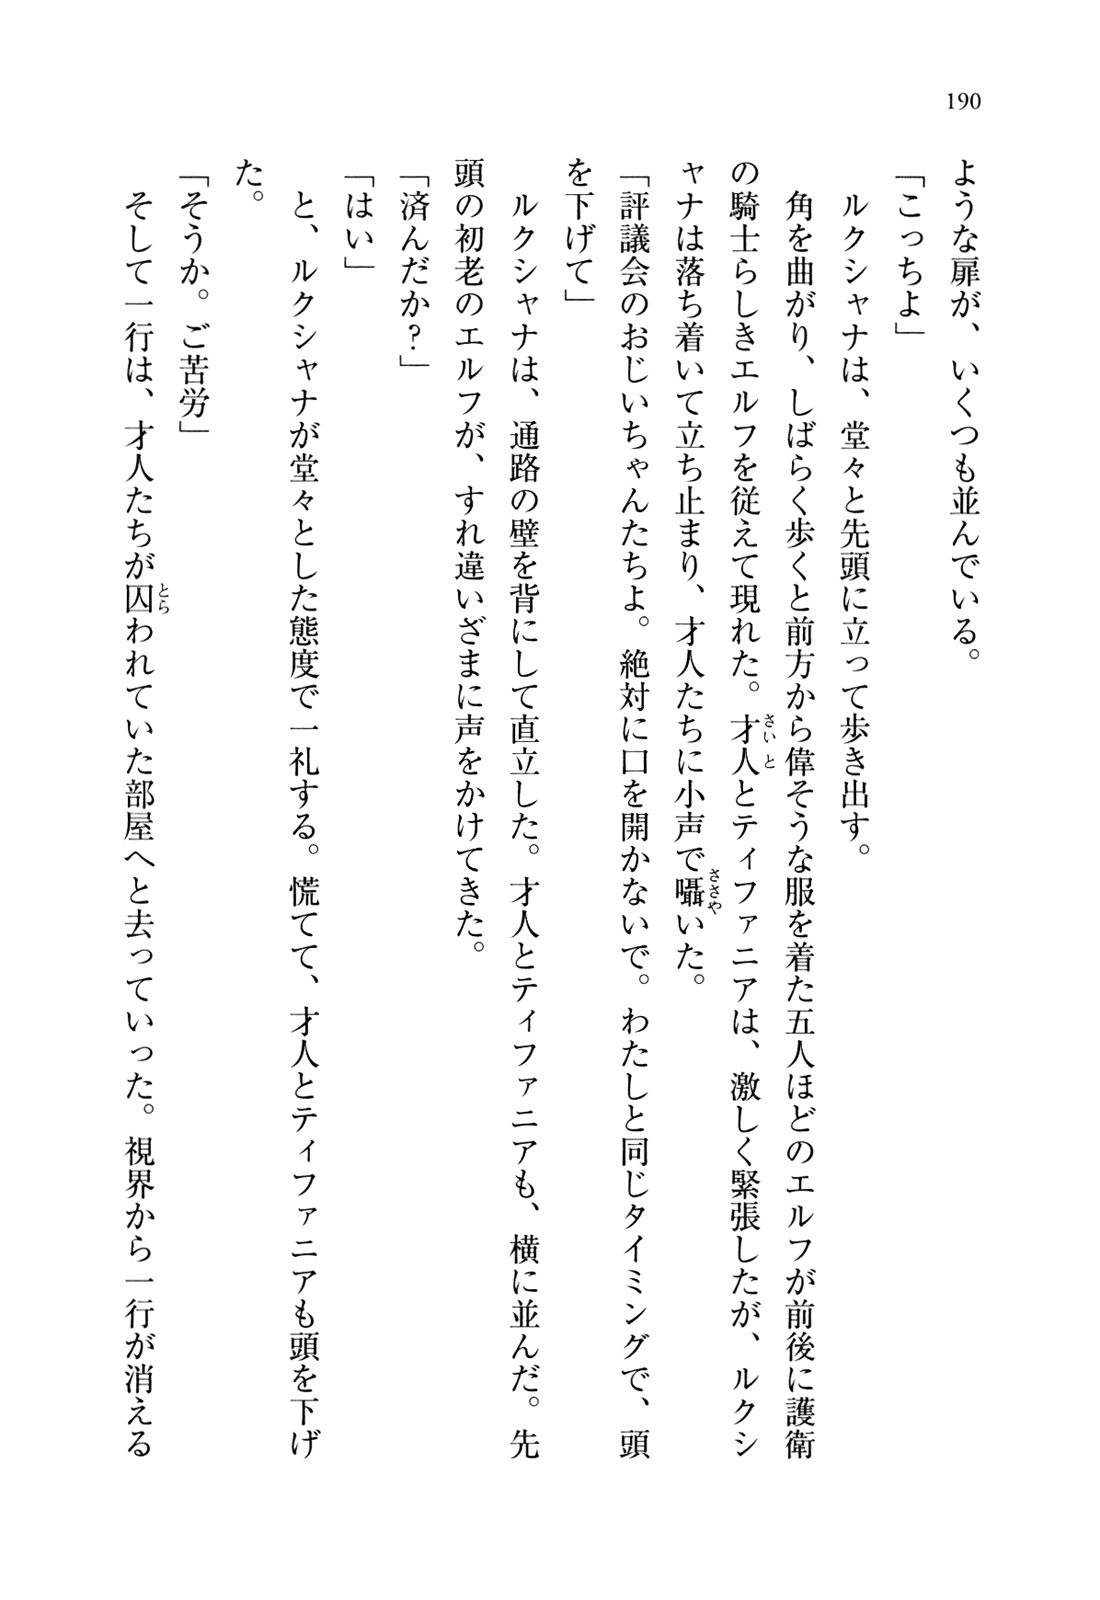 190
ような扉が、いくつも並んでいる。
「こっちよ」
ルクシャナは、堂々と先頭に立って歩き出す。
角を曲がり、しばらく歩くと前方から偉そうな服を着た五人ほどのエルフが前後に護衛
の騎士らしきエルフを従えて現れた。才人とティファニアは、激しく緊張したが、ルクシ
さいと
ャナは落ち着いて立ち止まり、才人たちに小声で囁いた。
ささや
「評議会のおじいちゃんたちよ。絶対に口を開かないで。わたしと同じタイミングで、頭
を下げて」
ルクシャナは、通路の壁を背にして直立した。才人とティファニアも、横に並んだ。先
頭の初老のエルフが、すれ違いざまに声をかけてきた。
「済んだか？」
「はい」
と、ルクシャナが堂々とした態度で一礼する。慌てて、才人とティファニアも頭を下げ
た。
「そうか。ご苦労」
そして一行は、才人たちが囚われていた部屋へと去っていった。視界から一行が消える
とら